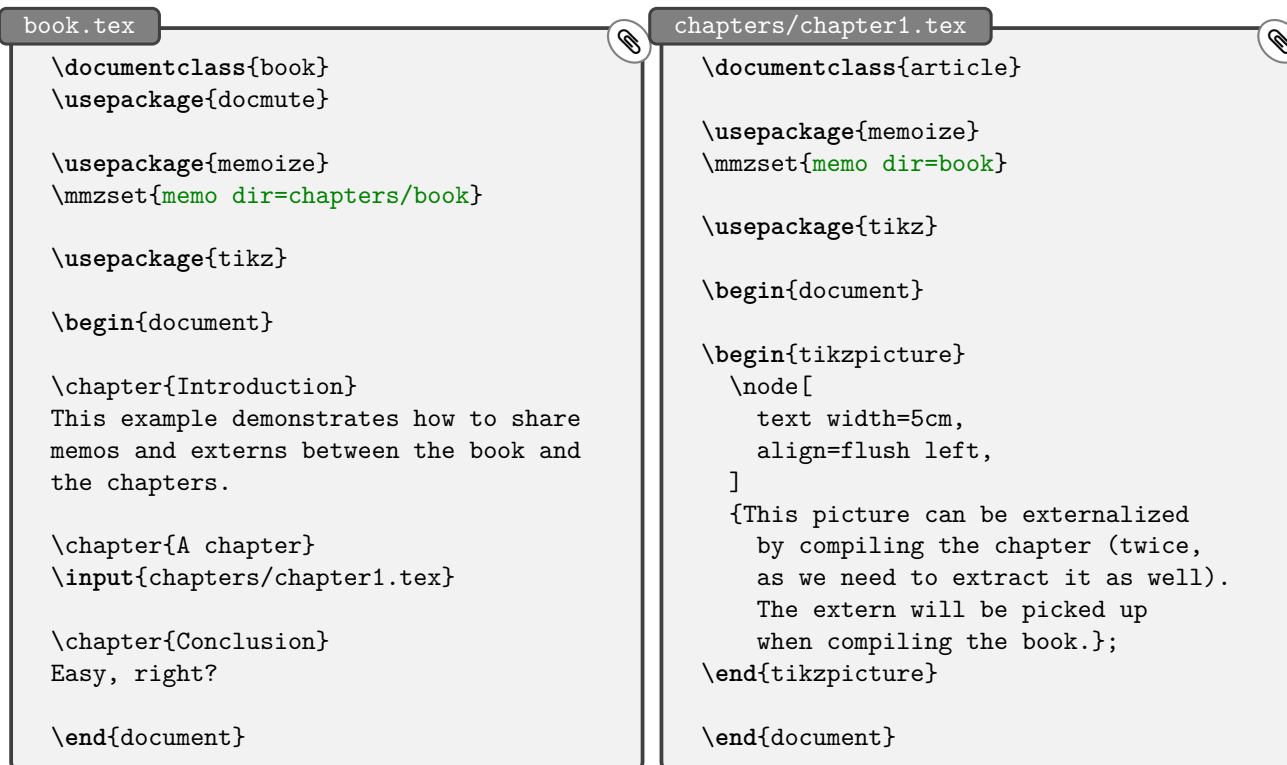 book.tex
\documentclass{book}
\usepackage{docmute}
\usepackage{memoize}
\mmzset{memo dir=chapters/book}
\usepackage{tikz}
\begin{document}
\chapter{Introduction}
This example demonstrates how to share
memos and externs between the book and
the chapters.
\chapter{A chapter}
\input{chapters/chapter1.tex}
\chapter{Conclusion}
Easy, right?
\end{document}
chapters/chapter1.tex
\documentclass{article}
\usepackage{memoize}
\mmzset{memo dir=book}
\usepackage{tikz}
\begin{document}
\begin{tikzpicture}
\node[
text width=5cm,
align=flush left,
]
{This picture can be externalized
by compiling the chapter (twice,
as we need to extract it as well).
The extern will be picked up
when compiling the book.};
\end{tikzpicture}
\end{document}